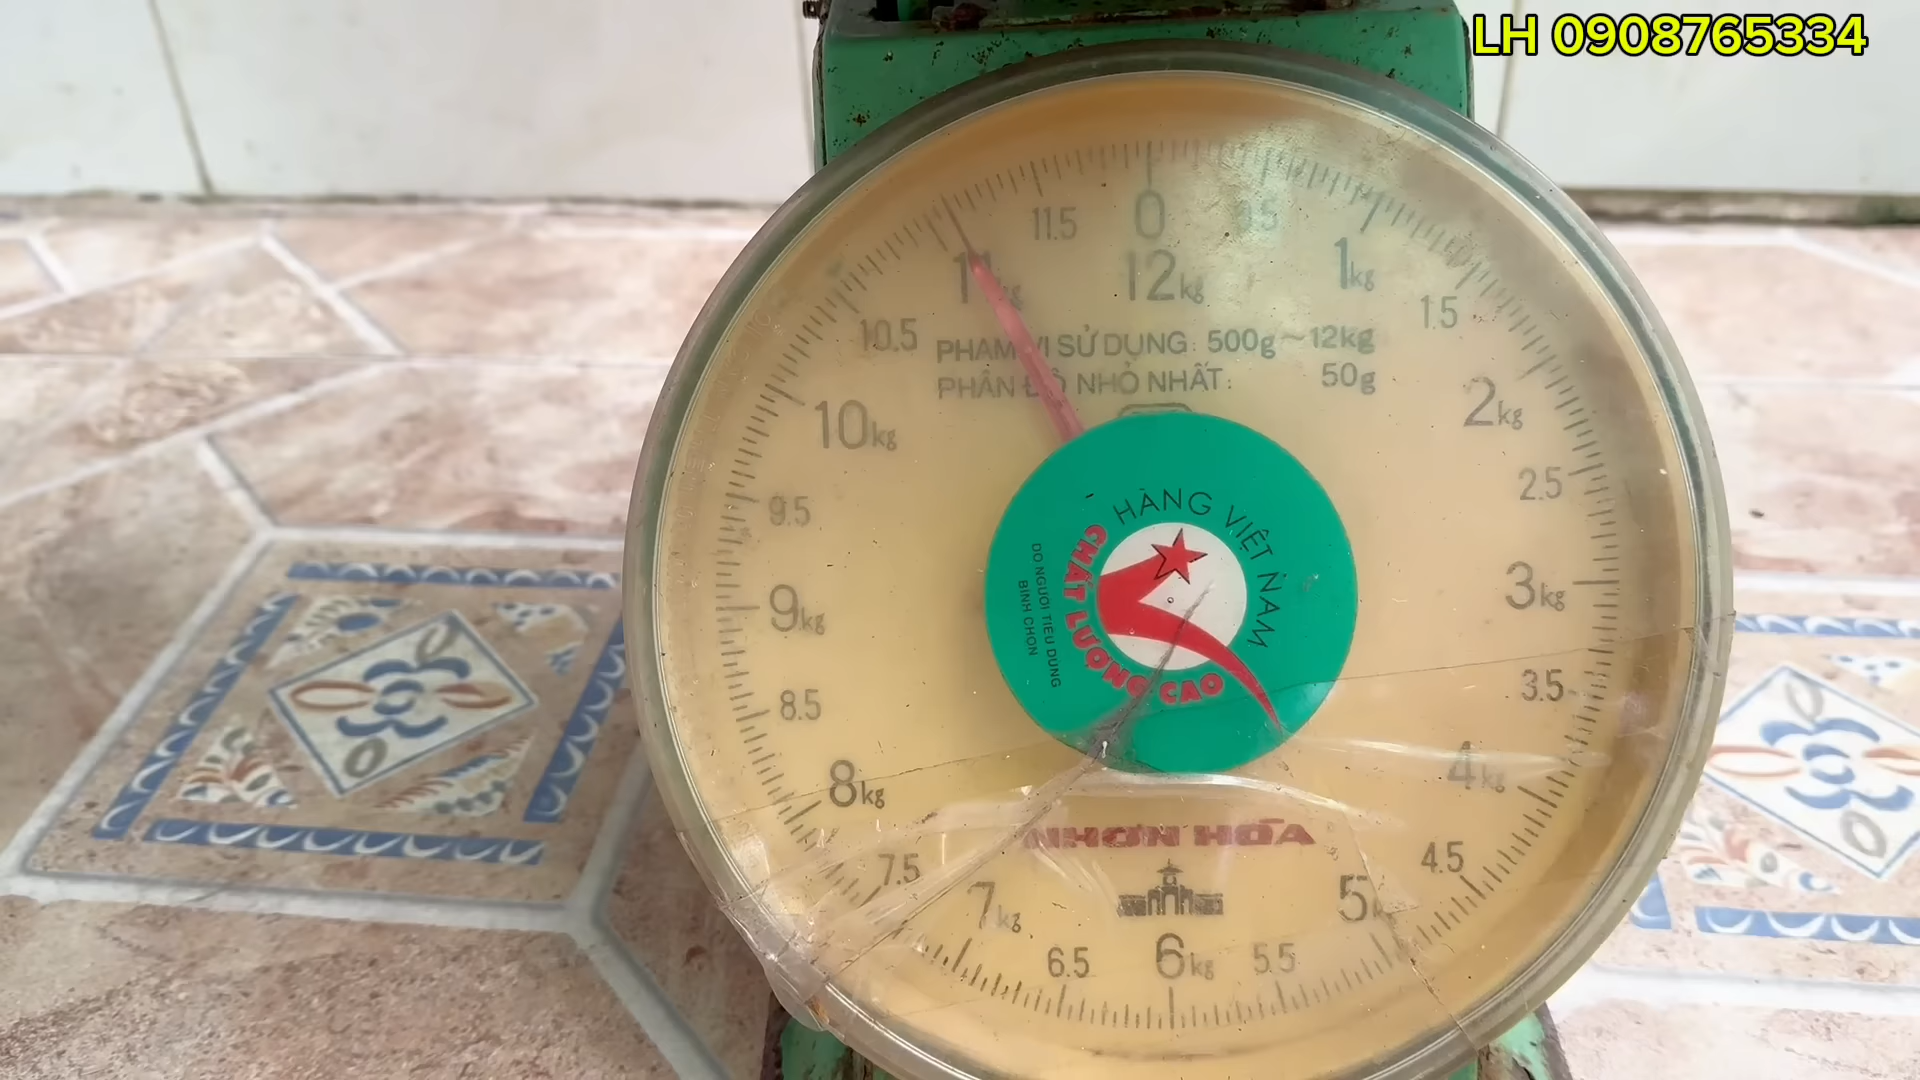 LH 0908765334
0
0.5
11.5
11kg
12kg
1kg
10.5
1.5
PHẠM VI SỬ DỤNG: 500g ~ 12kg
PHÂN ĐỘ NHỎ NHẤT: 50g
10kg
2kg
9.5
2.5
HÀNG VIỆT NAM
CHẤT LƯỢNG CAO
DO NGƯỜI TIÊU DÙNG
BÌNH CHỌN
9kg
3kg
8.5
3.5
8kg
4kg
NHƠN HÒA
7.5
4.5
7kg
5kg
6.5
6kg
5.5